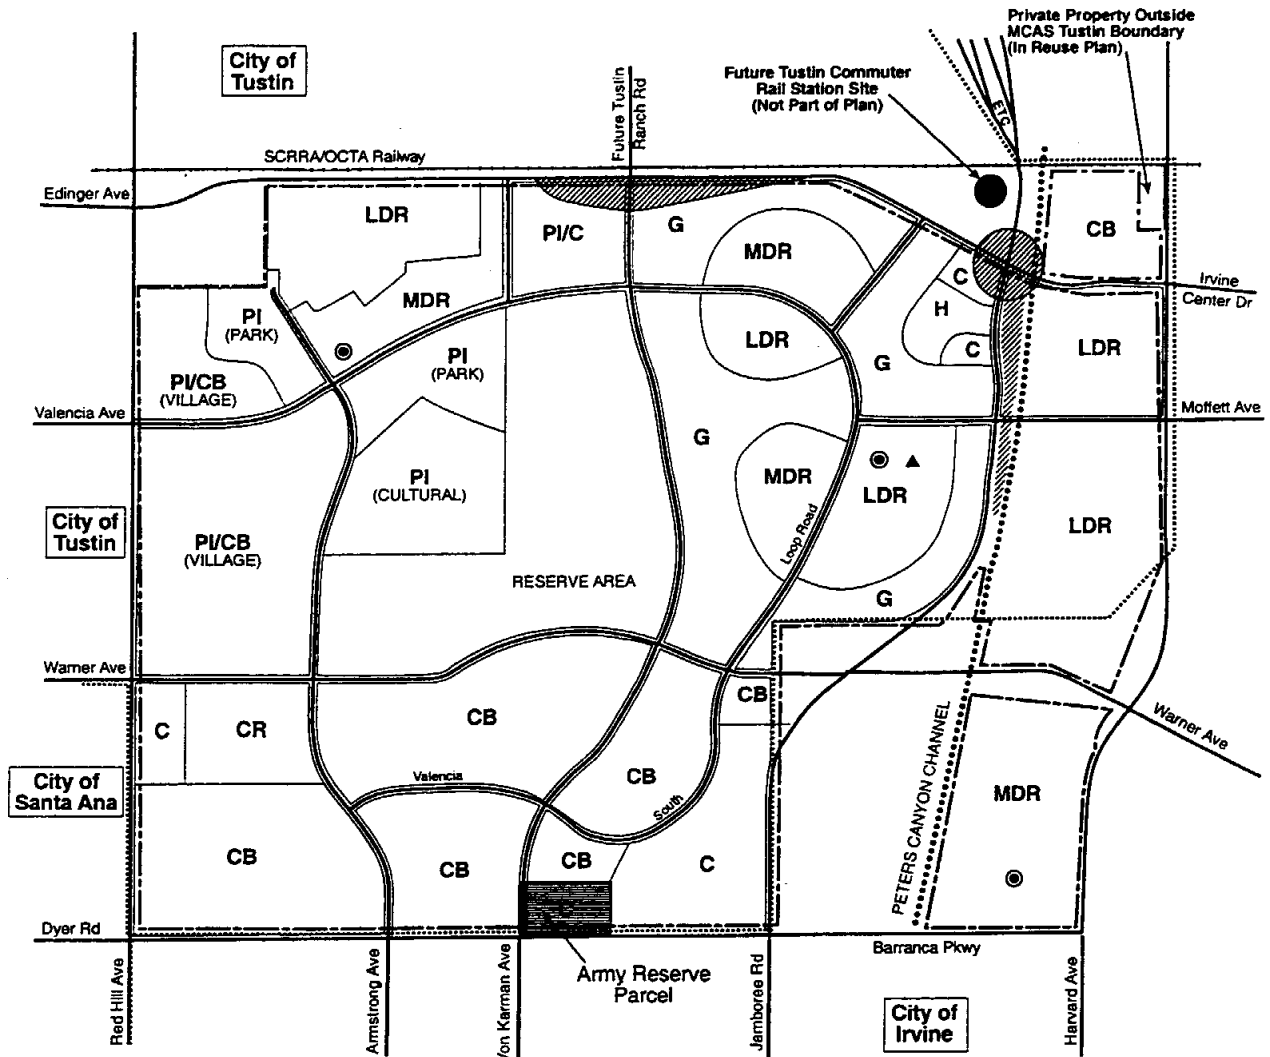 Private Property Outside
MCAS Tustin Boundary
(In Reuse Plan)
City of
Tustin
Future Tustin
Ranch Rd
Future Tustin Commuter
Rail Station Site
(Not Part of Plan)
ETC
SCRRA/OCTA Railway
Edinger Ave
LDR
PI/C
G
MDR
CB
C
Irvine
Center Dr
H
MDR
PI
(PARK)
LDR
C
LDR
PI
(PARK)
G
PI/CB
(VILLAGE)
Valencia Ave
Moffett Ave
G
MDR
LDR
PI
(CULTURAL)
City of
Tustin
LDR
PI/CB
(VILLAGE)
Loop Road
RESERVE AREA
G
Warner Ave
CB
C
CR
CB
Warner Ave
City of
Santa Ana
Valencia
CB
South
PETERS CANYON CHANNEL
MDR
CB
CB
CB
C
Dyer Rd
Barranca Pkwy
Army Reserve
Parcel
Red Hill Ave
Armstrong Ave
Von Karman Ave
Jamboree Rd
Harvard Ave
City of
Irvine